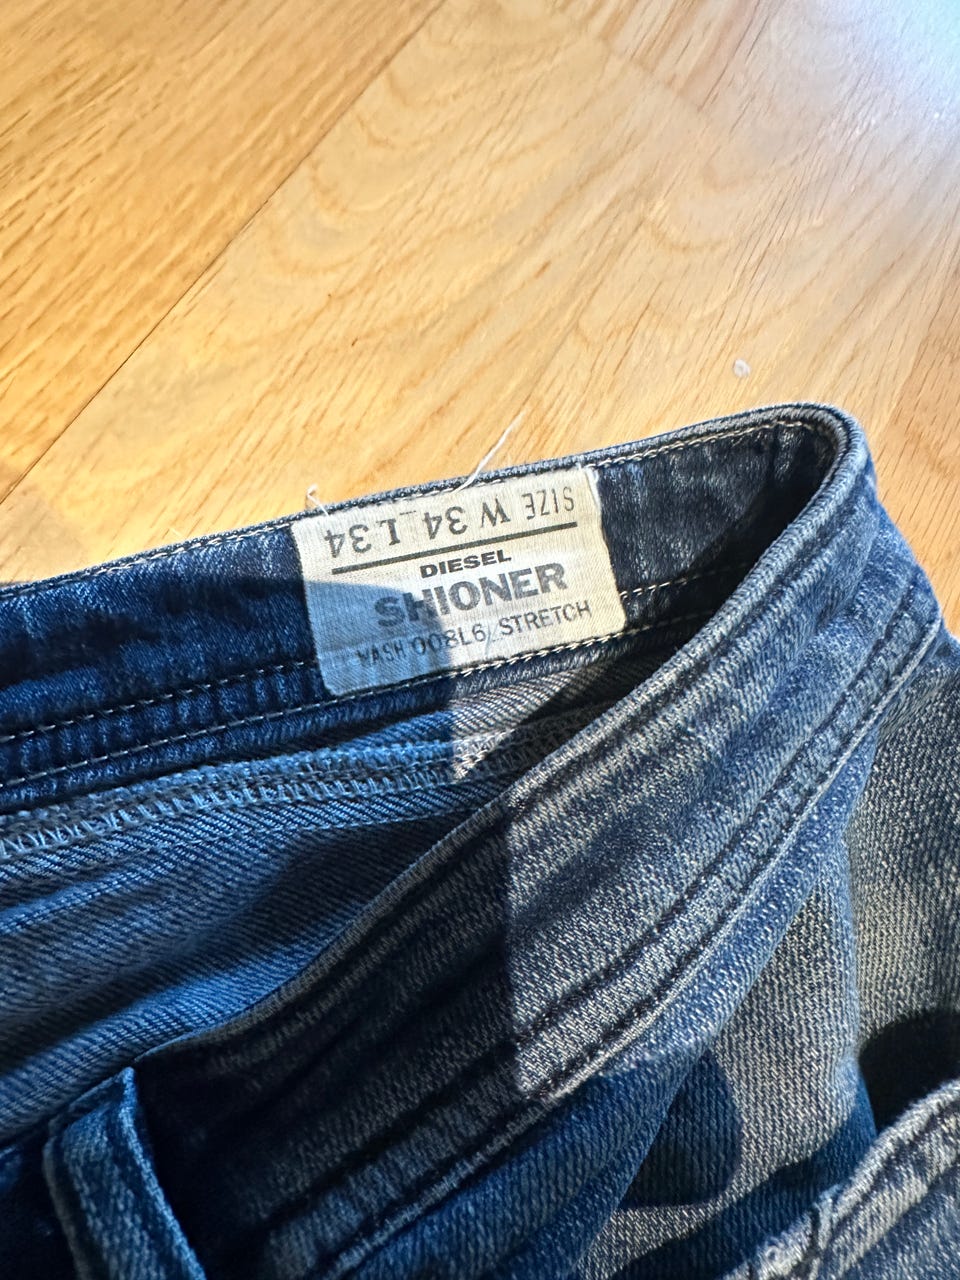 SIZE W 34 L 34
DIESEL
SHIONER
WASH 008L6 STRETCH